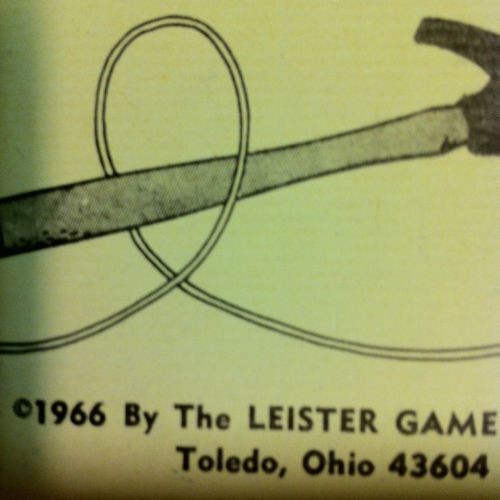 ©1966 By The LEISTER GAME
Toledo, Ohio 43604